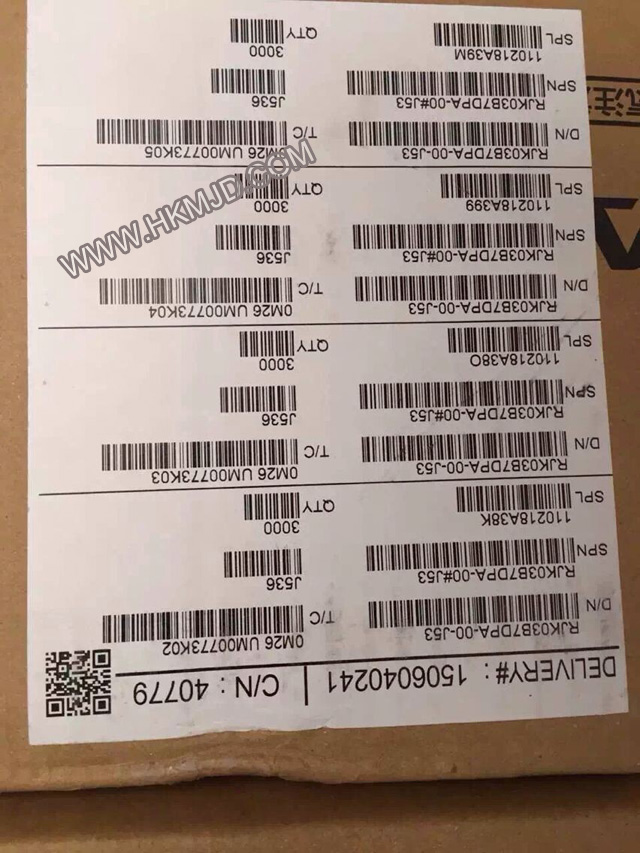 DELIVERY#: 1506040241 | C/N: 40779
D/N RJK03B7DPA-00-J53 T/C 0M26 UM00773K02
SPN RJK03B7DPA-00#J53 J536
SPL 110218A38K QTY 3000
D/N RJK03B7DPA-00-J53 T/C 0M26 UM00773K03
SPN RJK03B7DPA-00#J53 J536
SPL 110218A38O QTY 3000
D/N RJK03B7DPA-00-J53 T/C 0M26 UM00773K04
SPN RJK03B7DPA-00#J53 J536
SPL 110218A399 QTY 3000
D/N RJK03B7DPA-00-J53 T/C 0M26 UM00773K05
SPN RJK03B7DPA-00#J53 J536
SPL 110218A39M QTY 3000
WWW.HKMJD.COM
注